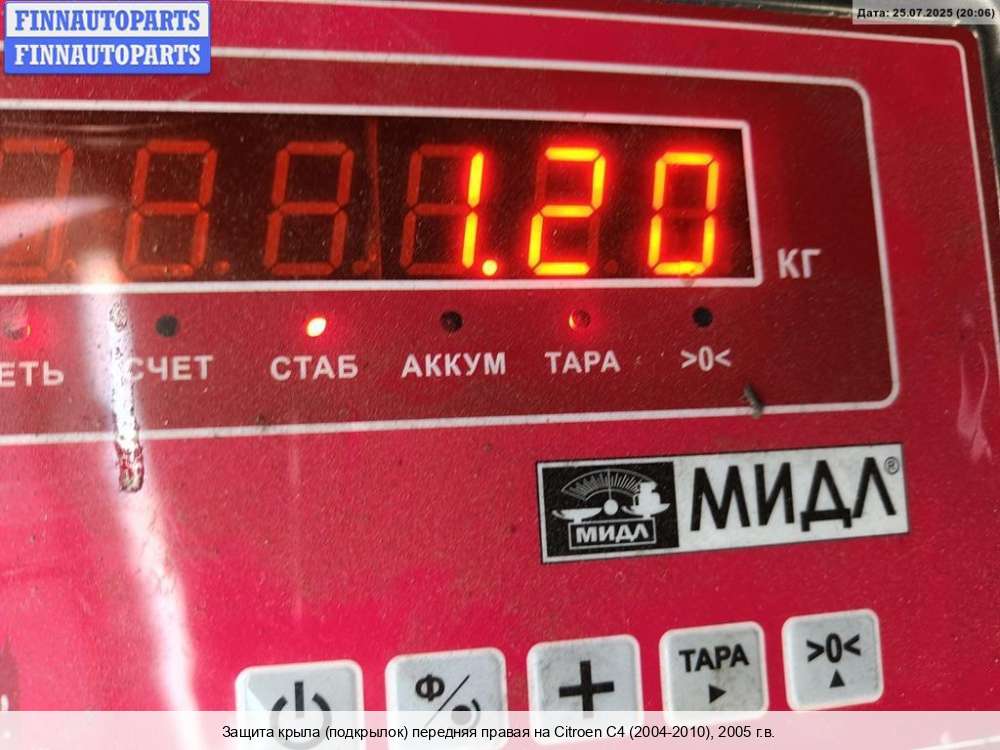 FINNAUTOPARTS
FINNAUTOPARTS
Дата: 25.07.2025 (20:06)
1.20
КГ
СЧЕТ СТАБ АККУМ ТАРА >0<
МИДЛ МИДЛ®
Ф ТАРА >0<
Защита крыла (подкрылок) передняя правая на Citroen C4 (2004-2010), 2005 г.в.